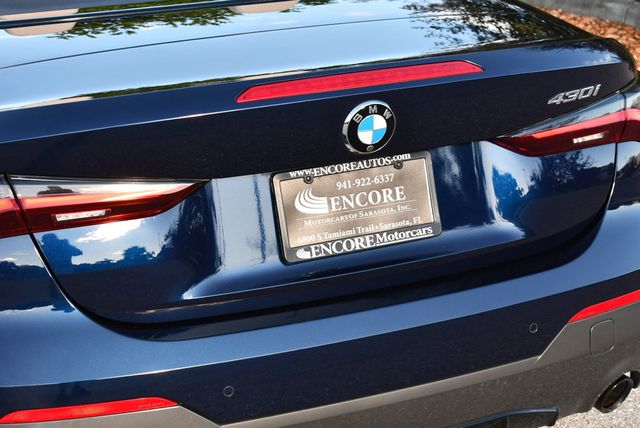 430i
BMW
www.ENCOREAUTOS.com
941-922-6337
ENCORE
MOTORCARS OF SARASOTA, INC.
6000 S Tamiami Trail • Sarasota, FL
ENCORE Motorcars